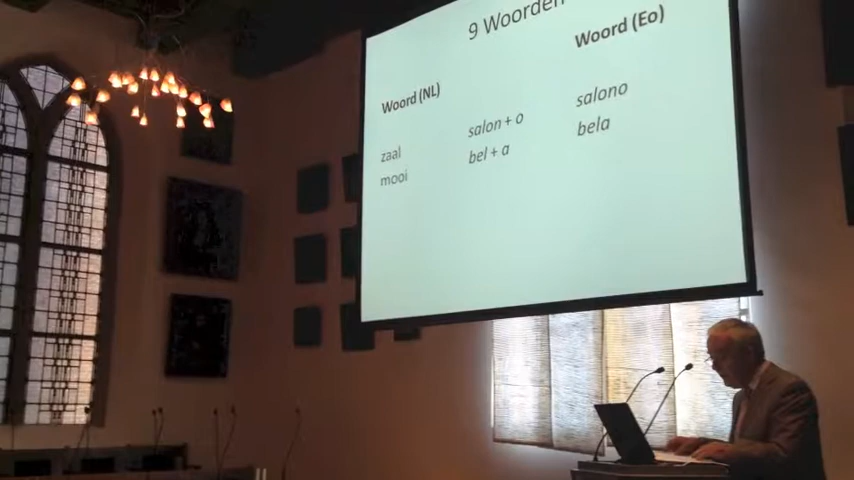 9 Woorden
Woord (NL) Woord (Eo)
zaal salon + o salono
mooi bel + a bela